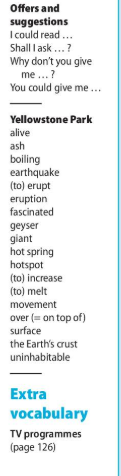 Offers and
suggestions
I could read …
Shall I ask … ?
Why don't you give
me … ?
You could give me …
Yellowstone Park
alive
ash
boiling
earthquake
(to) erupt
eruption
fascinated
geyser
giant
hot spring
hotspot
(to) increase
(to) melt
movement
over (= on top of)
surface
the Earth's crust
uninhabitable
Extra
vocabulary
TV programmes
(page 126)